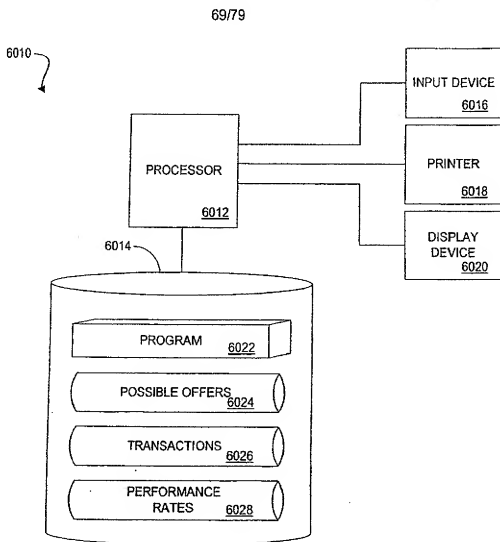 69/79
6010
INPUT DEVICE
6016
PROCESSOR
6012
PRINTER
6018
DISPLAY
DEVICE
6020
6014
PROGRAM
6022
POSSIBLE OFFERS
6024
TRANSACTIONS
6026
PERFORMANCE
RATES
6028